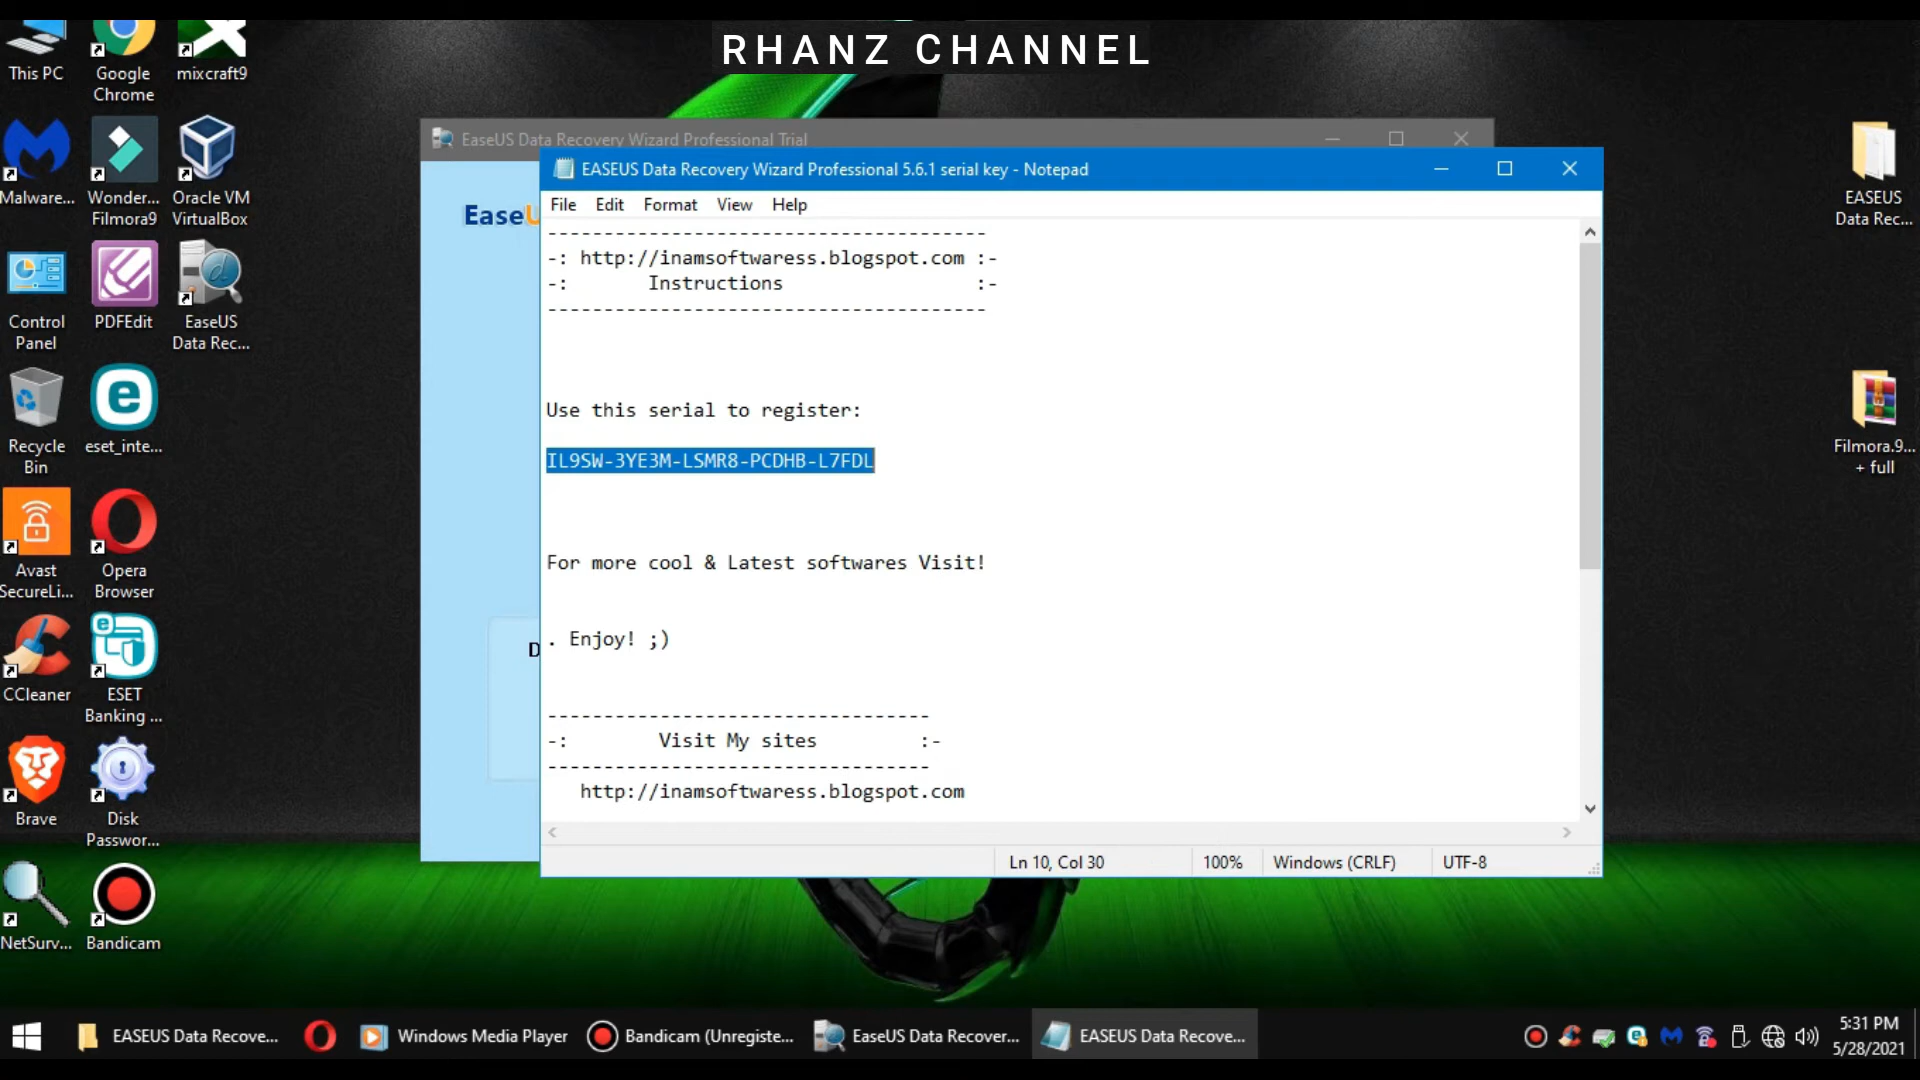 RHANZ CHANNEL
This PC
Google
Chrome
mixcraft9
Malware...
Wonder...
Filmora9
Oracle VM
VirtualBox
Control
Panel
PDFEdit
EaseUS
Data Rec...
Recycle
Bin
eset_inte...
Avast
SecureLi...
Opera
Browser
CCleaner
ESET
Banking ...
Brave
Disk
Passwor...
NetSurv...
Bandicam
EASEUS
Data Rec...
Filmora.9...
+ full
EaseUS Data Recovery Wizard Professional Trial
EaseU
D
EASEUS Data Recovery Wizard Professional 5.6.1 serial key - Notepad
File Edit Format View Help
---------------------------------------
-: http://inamsoftwaress.blogspot.com :-
-: Instructions :-
---------------------------------------
Use this serial to register:
IL9SW-3YE3M-LSMR8-PCDHB-L7FDL
For more cool & Latest softwares Visit!
. Enjoy! ;)
----------------------------------
-: Visit My sites :-
----------------------------------
http://inamsoftwaress.blogspot.com
Ln 10, Col 30 100% Windows (CRLF) UTF-8
EASEUS Data Recove... Windows Media Player Bandicam (Unregiste... EaseUS Data Recover... EASEUS Data Recove...
5:31 PM
5/28/2021